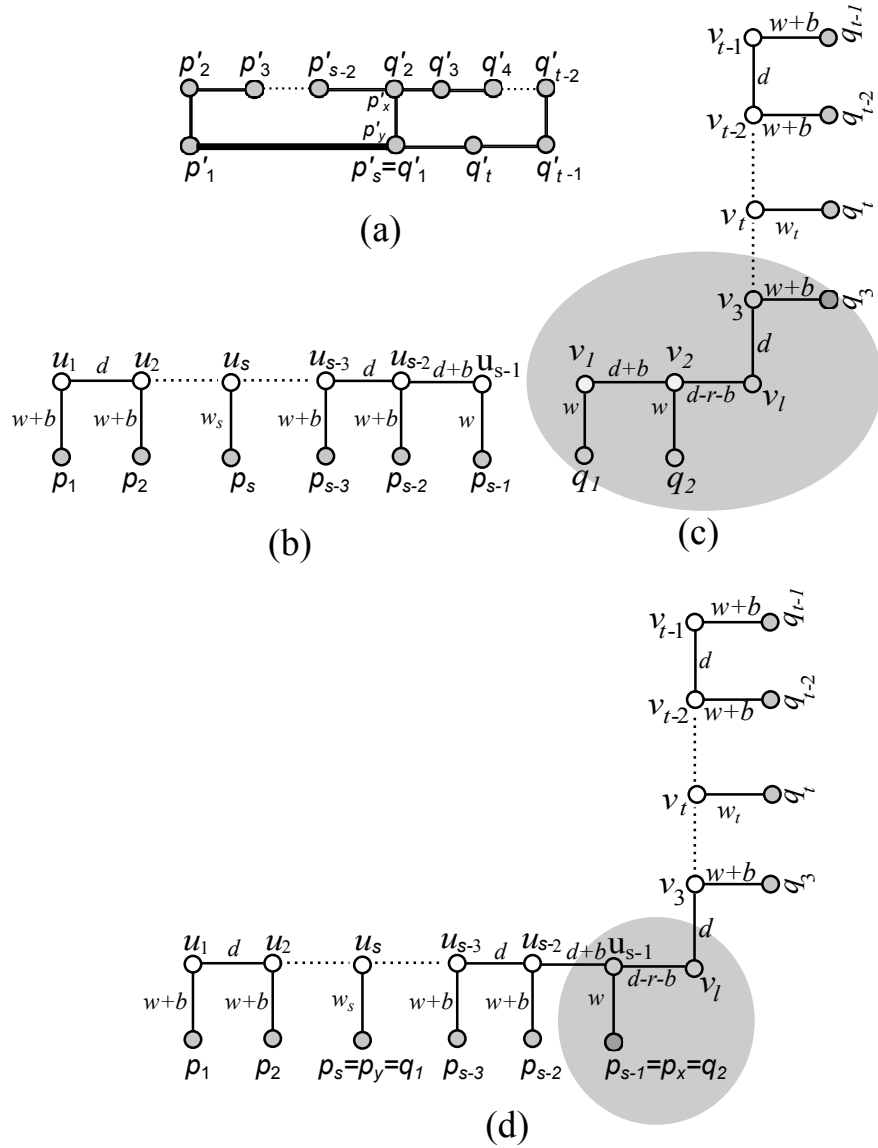 p'2 p'3 p's-2 q'2 q'3 q'4 q't-2
p'x
p'y
p'1 p's=q'1 q't q't-1
(a)
vt-1 w+b qt-1
d
vt-2 w+b qt-2
vt wt qt
v3 w+b q3
d
u1 d u2 us us-3 d us-2 d+b us-1
w+b w+b ws w+b w+b w
p1 p2 ps ps-3 ps-2 ps-1
(b)
v1 d+b v2 d-r-b vl
w w
q1 q2
(c)
vt-1 w+b qt-1
d
vt-2 w+b qt-2
vt wt qt
v3 w+b q3
d
u1 d u2 us us-3 d us-2 d+b us-1 d-r-b vl
w+b w+b ws w+b w+b w
p1 p2 ps=py=q1 ps-3 ps-2 ps-1=px=q2
(d)